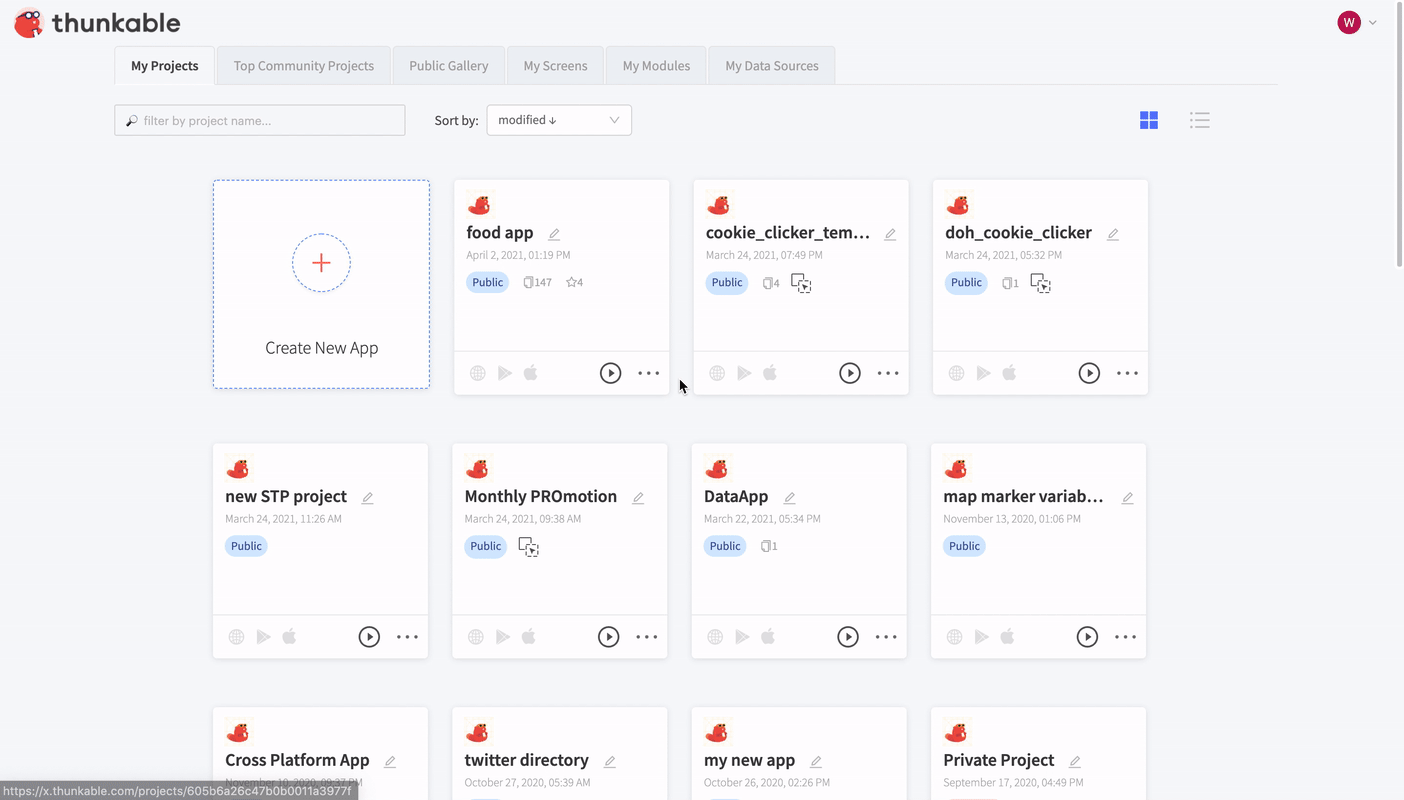 thunkable
W
My Projects
Top Community Projects
Public Gallery
My Screens
My Modules
My Data Sources
filter by project name...
Sort by:
modified ↓
Create New App
food app
April 2, 2021, 01:19 PM
Public 147 4
cookie_clicker_tem...
March 24, 2021, 07:49 PM
Public 4
doh_cookie_clicker
March 24, 2021, 05:32 PM
Public 1
new STP project
March 24, 2021, 11:26 AM
Public
Monthly PROmotion
March 24, 2021, 09:38 AM
Public
DataApp
March 22, 2021, 05:34 PM
Public 1
map marker variab...
November 13, 2020, 01:06 PM
Public
Cross Platform App
November 10, 2020, 09:37 PM
twitter directory
October 27, 2020, 05:39 AM
my new app
October 26, 2020, 02:26 PM
Private Project
September 17, 2020, 04:49 PM
https://x.thunkable.com/projects/605b6a26c47b0b0011a3977f